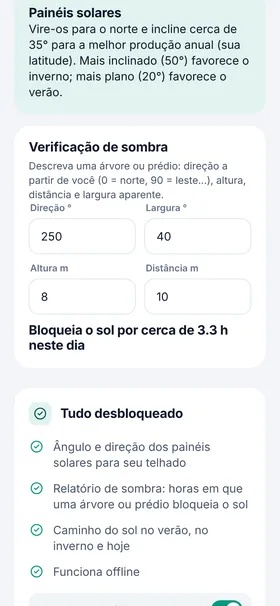 Painéis solares
Vire-os para o norte e incline cerca de
35° para a melhor produção anual (sua
latitude). Mais inclinado (50°) favorece o
inverno; mais plano (20°) favorece o
verão.
Verificação de sombra
Descreva uma árvore ou prédio: direção a
partir de você (0 = norte, 90 = leste...), altura,
distância e largura aparente.
Direção °
Largura °
250
40
Altura m
Distância m
8
10
Bloqueia o sol por cerca de 3.3 h
neste dia
Tudo desbloqueado
Ângulo e direção dos painéis
solares para seu telhado
Relatório de sombra: horas em que
uma árvore ou prédio bloqueia o sol
Caminho do sol no verão, no
inverno e hoje
Funciona offline